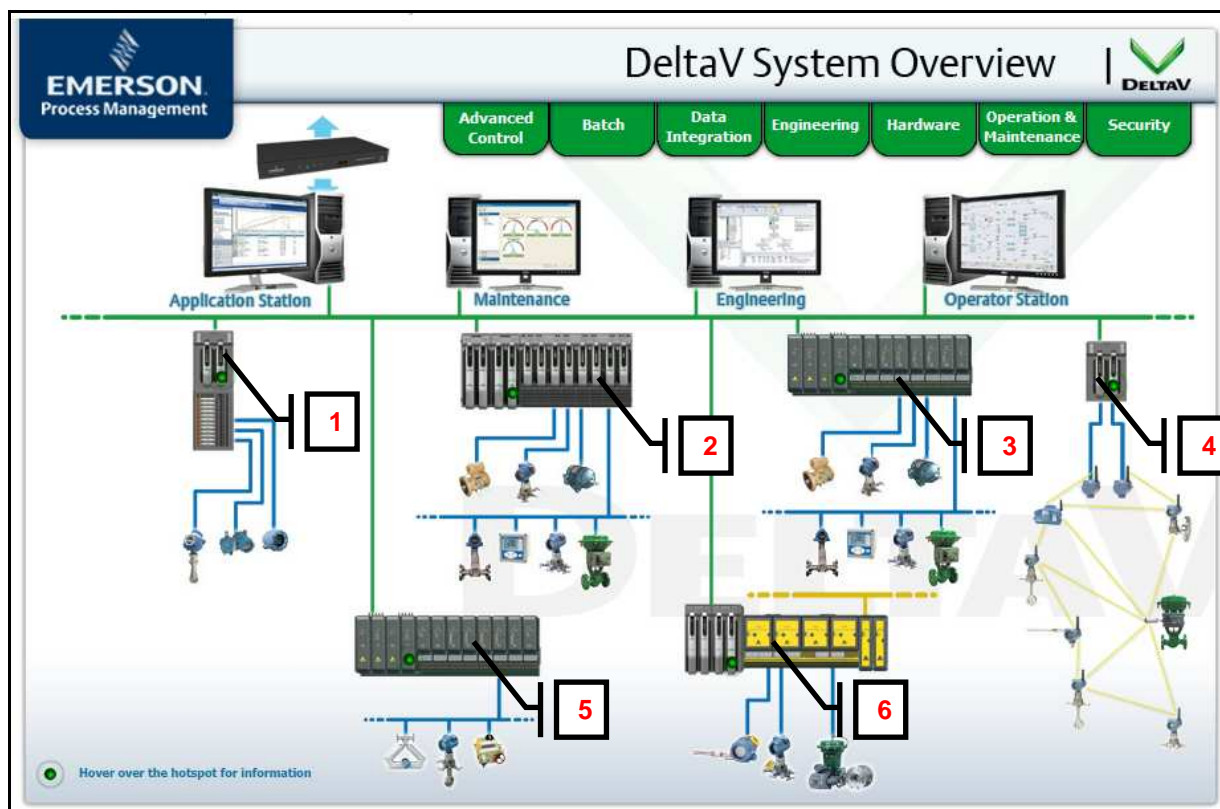 EMERSON
Process Management
DeltaV System Overview
DELTAV
Advanced
Control
Batch
Data
Integration
Engineering
Hardware
Operation &
Maintenance
Security
Application Station
Maintenance
Engineering
Operator Station
1
2
3
4
5
6
DELTAV
Hover over the hotspot for information